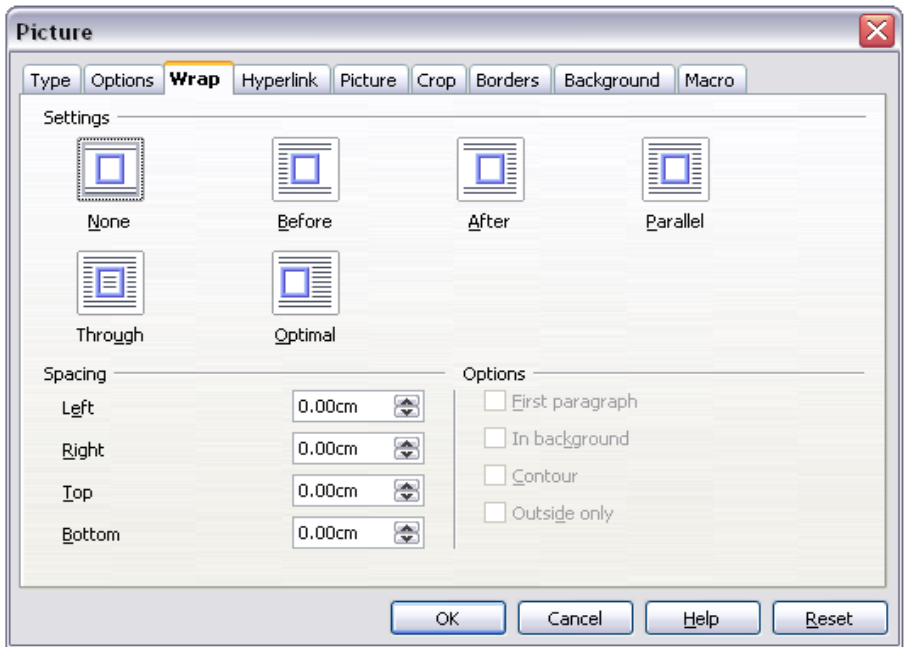 Picture
Type Options Wrap Hyperlink Picture Crop Borders Background Macro
Settings
None Before After Parallel
Through Optimal
Spacing Options
Left 0.00cm First paragraph
Right 0.00cm In background
Top 0.00cm Contour
Bottom 0.00cm Outside only
OK Cancel Help Reset